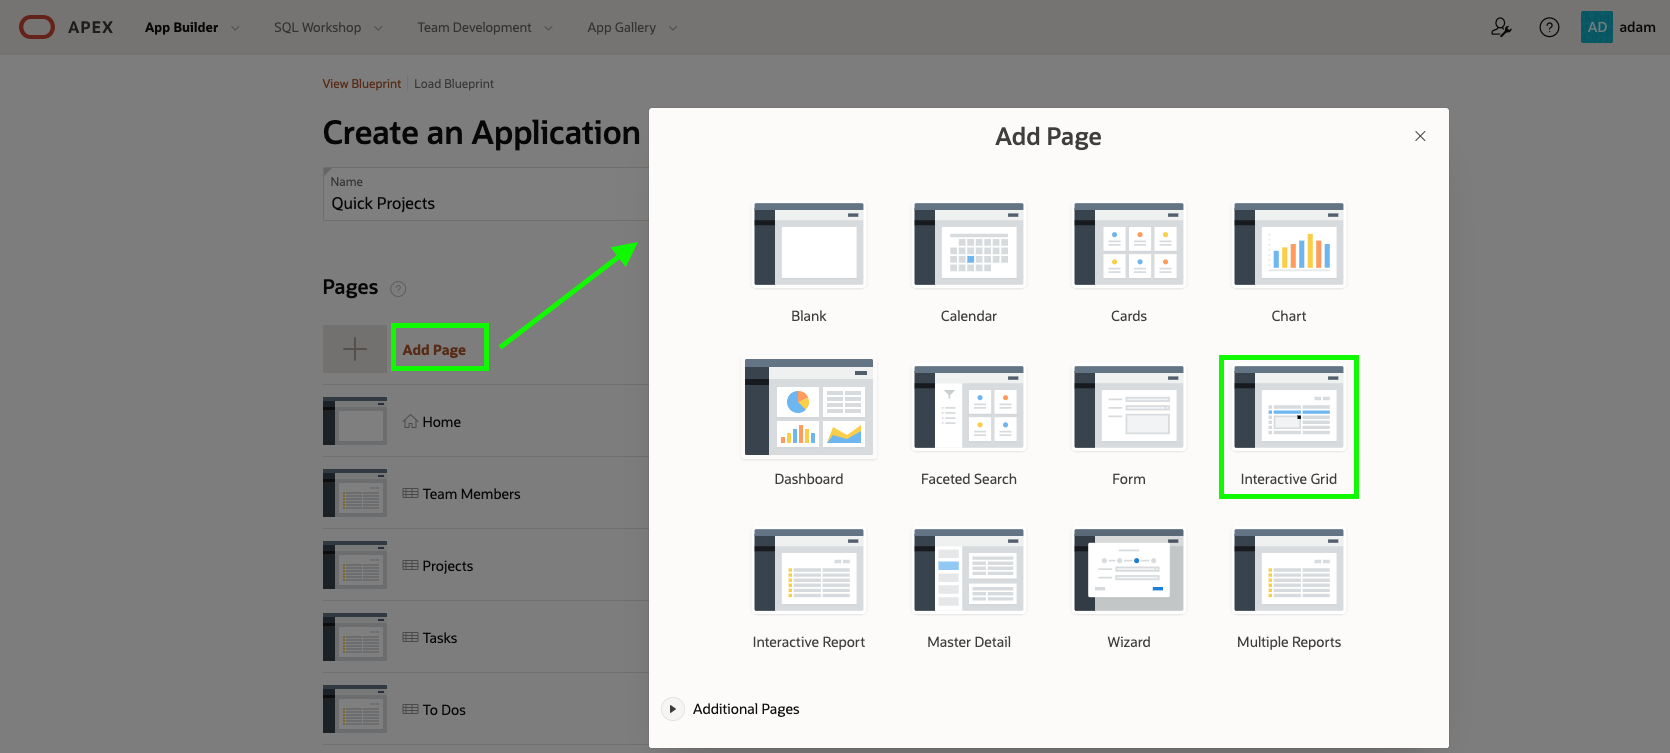 APEX App Builder SQL Workshop Team Development App Gallery AD adam
View Blueprint Load Blueprint
Create an Application
Name
Quick Projects
Pages ?
Add Page
Home
Team Members
Projects
Tasks
To Dos
Add Page
Blank Calendar Cards Chart
Dashboard Faceted Search Form Interactive Grid
Interactive Report Master Detail Wizard Multiple Reports
Additional Pages